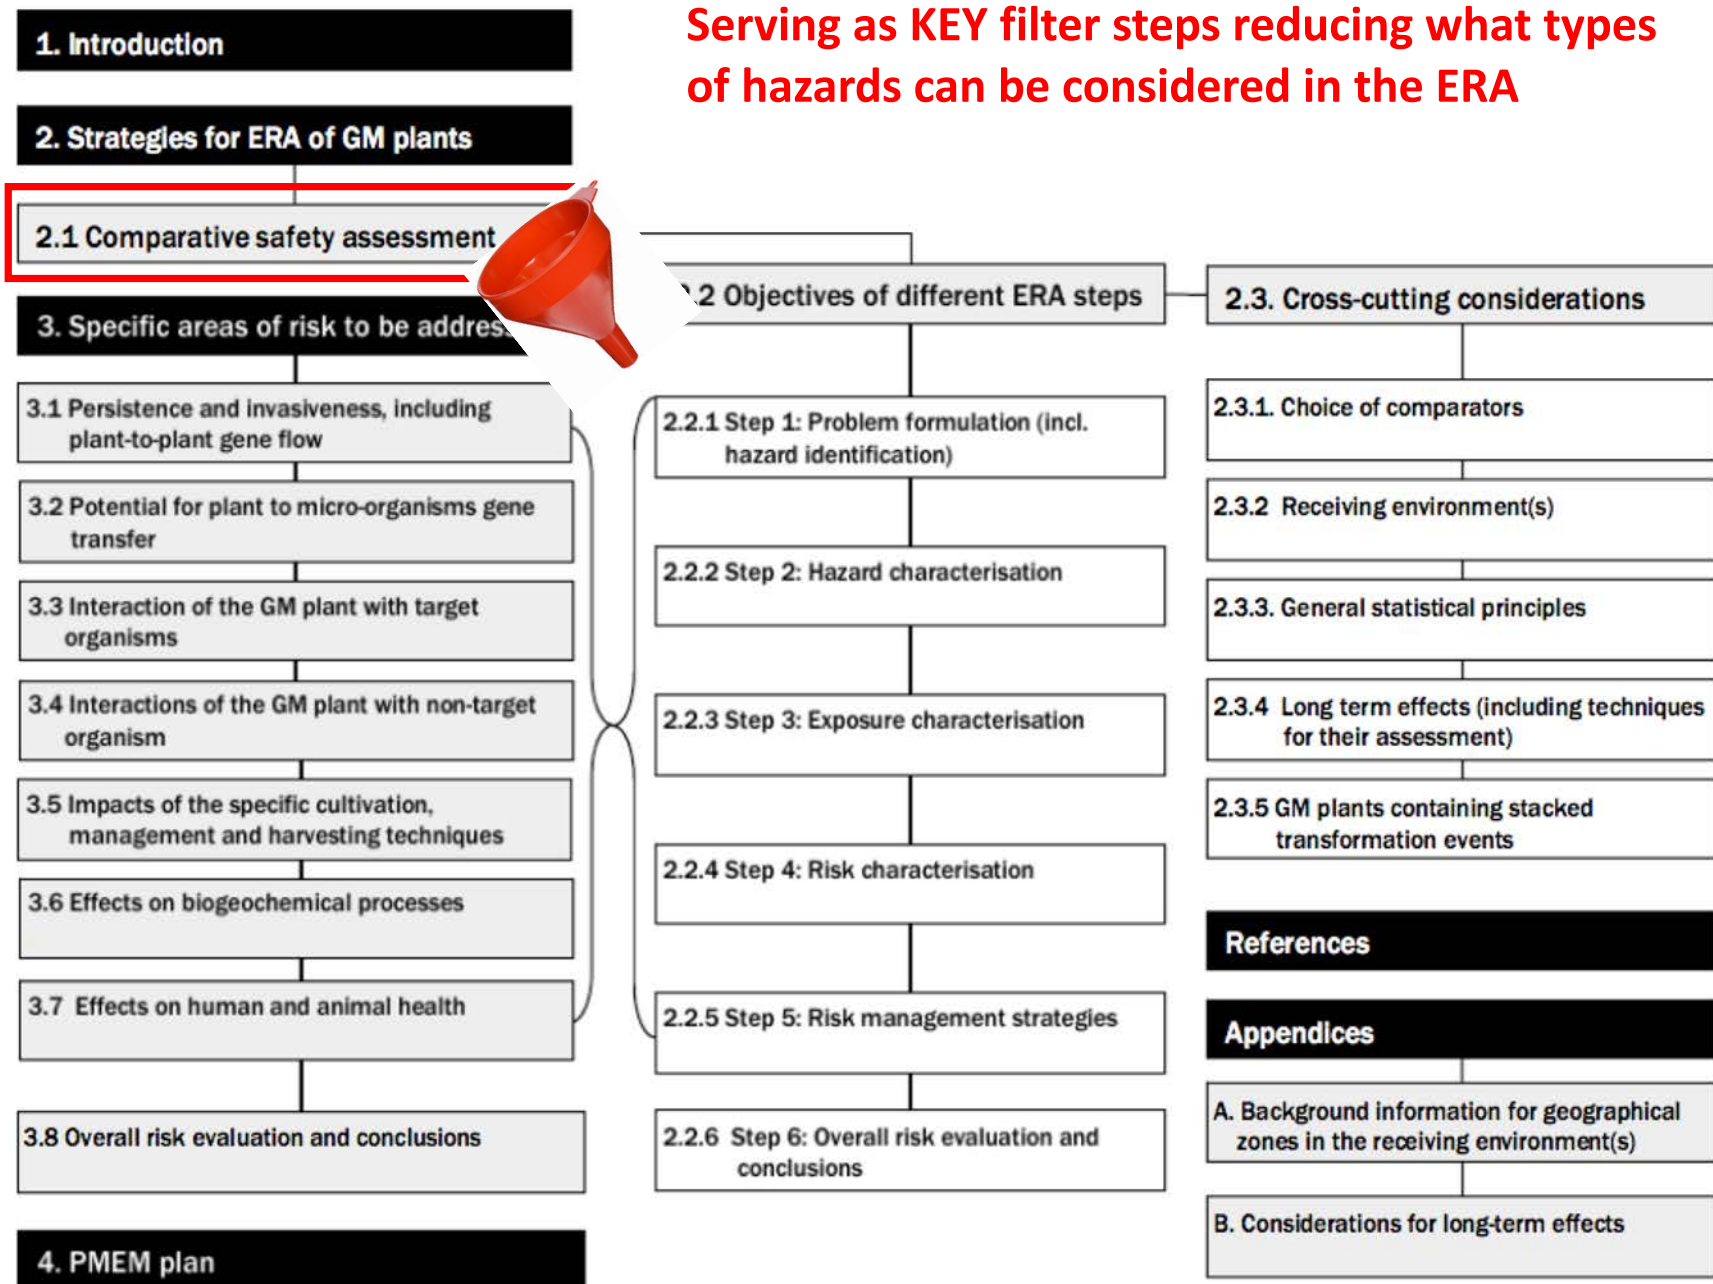 Serving as KEY filter steps reducing what types
of hazards can be considered in the ERA
1. Introduction
2. Strategies for ERA of GM plants
2.1 Comparative safety assessment
3. Specific areas of risk to be addres
3.1 Persistence and invasiveness, including
plant-to-plant gene flow
3.2 Potential for plant to micro-organisms gene
transfer
3.3 Interaction of the GM plant with target
organisms
3.4 Interactions of the GM plant with non-target
organism
3.5 Impacts of the specific cultivation,
management and harvesting techniques
3.6 Effects on biogeochemical processes
3.7 Effects on human and animal health
3.8 Overall risk evaluation and conclusions
4. PMEM plan
.2 Objectives of different ERA steps
2.2.1 Step 1: Problem formulation (incl.
hazard identification)
2.2.2 Step 2: Hazard characterisation
2.2.3 Step 3: Exposure characterisation
2.2.4 Step 4: Risk characterisation
2.2.5 Step 5: Risk management strategies
2.2.6 Step 6: Overall risk evaluation and
conclusions
2.3. Cross-cutting considerations
2.3.1. Choice of comparators
2.3.2 Receiving environment(s)
2.3.3. General statistical principles
2.3.4 Long term effects (including techniques
for their assessment)
2.3.5 GM plants containing stacked
transformation events
References
Appendices
A. Background information for geographical
zones in the receiving environment(s)
B. Considerations for long-term effects